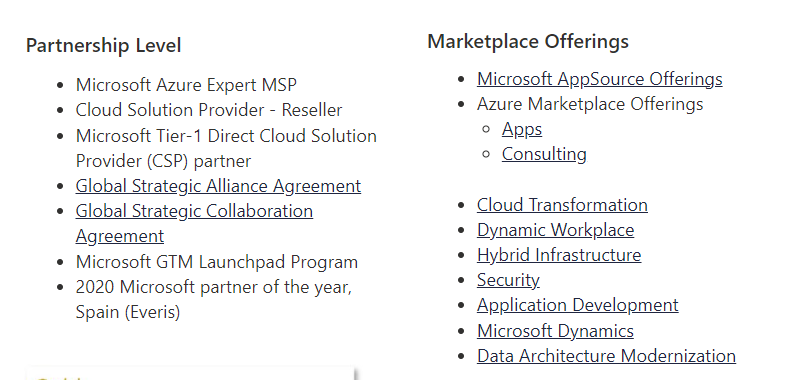 Partnership Level
Microsoft Azure Expert MSP
Cloud Solution Provider - Reseller
Microsoft Tier-1 Direct Cloud Solution
Provider (CSP) partner
Global Strategic Alliance Agreement
Global Strategic Collaboration
Agreement
Microsoft GTM Launchpad Program
2020 Microsoft partner of the year,
Spain (Everis)
Marketplace Offerings
Microsoft AppSource Offerings
Azure Marketplace Offerings
Apps
Consulting
Cloud Transformation
Dynamic Workplace
Hybrid Infrastructure
Security
Application Development
Microsoft Dynamics
Data Architecture Modernization